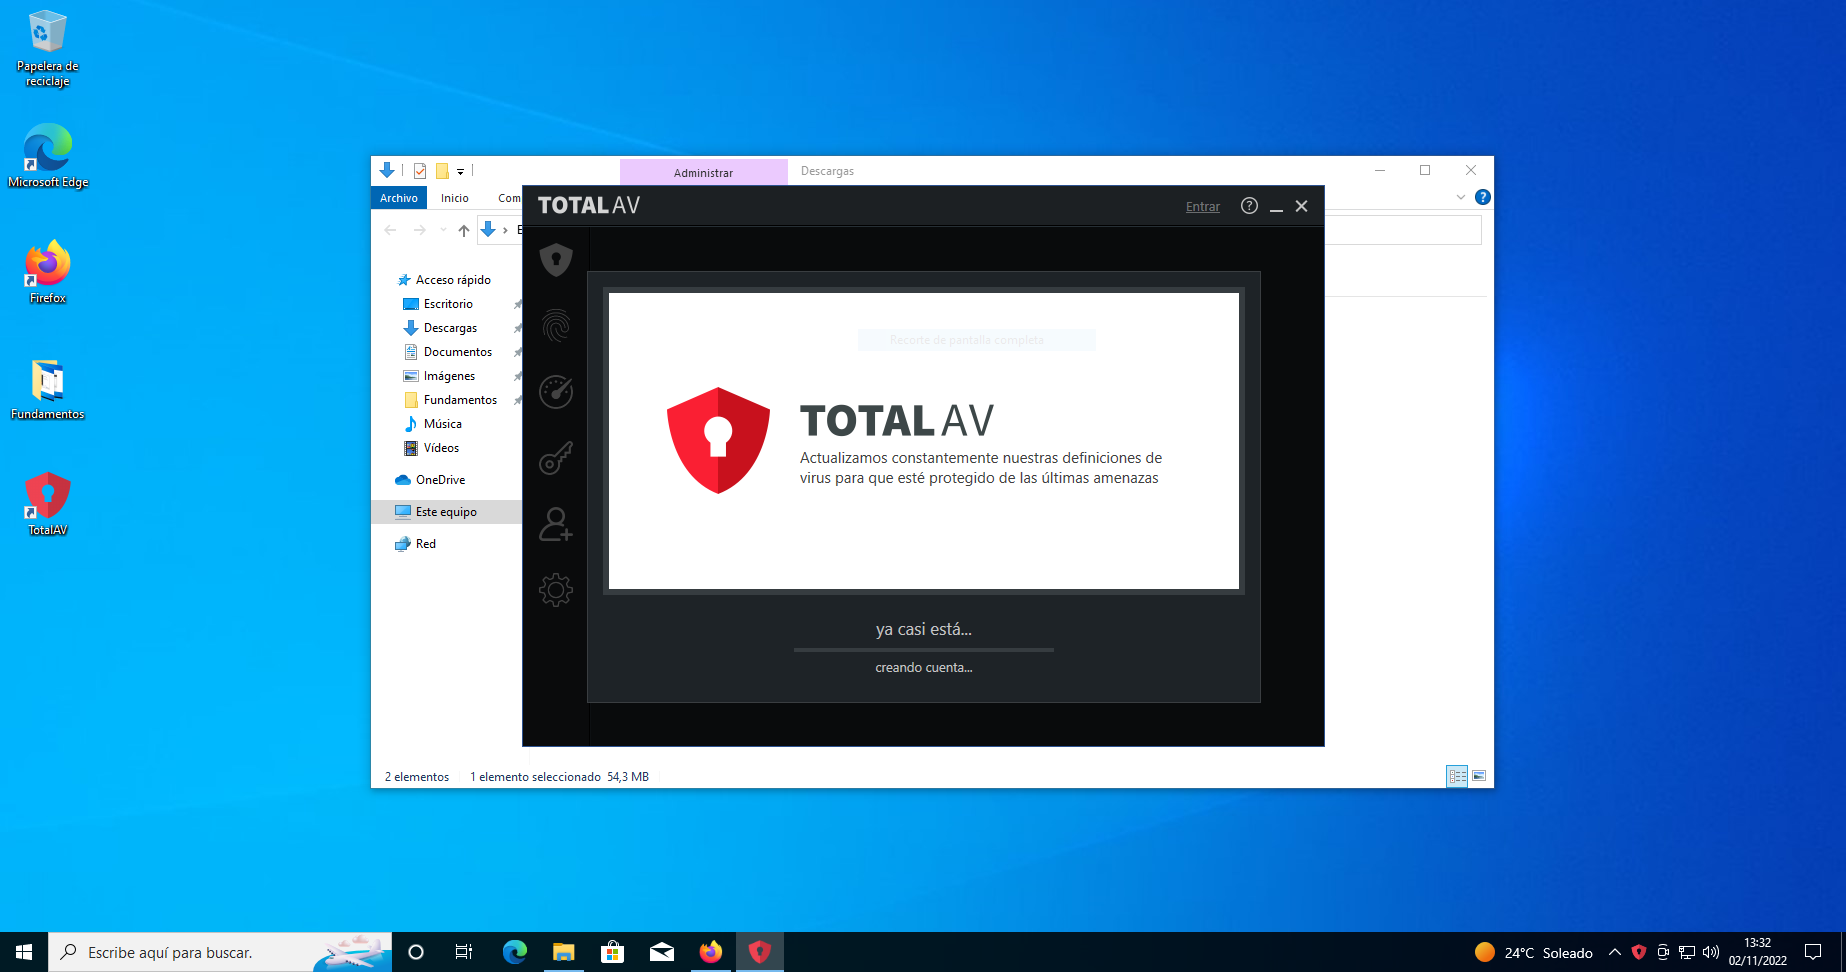 Papelera de
reciclaje
Microsoft Edge
Firefox
Fundamentos
TotalAV
Administrar
Descargas
Archivo
Inicio
Com
E
Acceso rápido
Escritorio
Descargas
Documentos
Imágenes
Fundamentos
Música
Vídeos
OneDrive
Este equipo
Red
2 elementos
1 elemento seleccionado 54,3 MB
TOTAL AV
Entrar
Recorte de pantalla completa
TOTAL AV
Actualizamos constantemente nuestras definiciones de
virus para que esté protegido de las últimas amenazas
ya casi está...
creando cuenta...
Escribe aquí para buscar.
24°C Soleado
13:32
02/11/2022